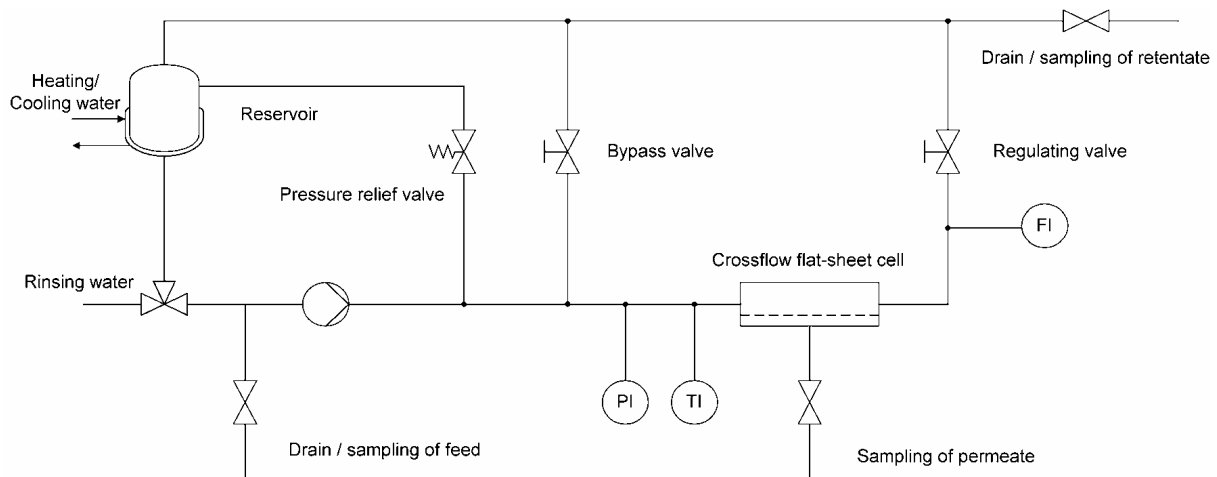 Drain / sampling of retentate
Heating/
Cooling water
Reservoir
Bypass valve
Regulating valve
Pressure relief valve
FI
Crossflow flat-sheet cell
Rinsing water
PI
TI
Drain / sampling of feed
Sampling of permeate